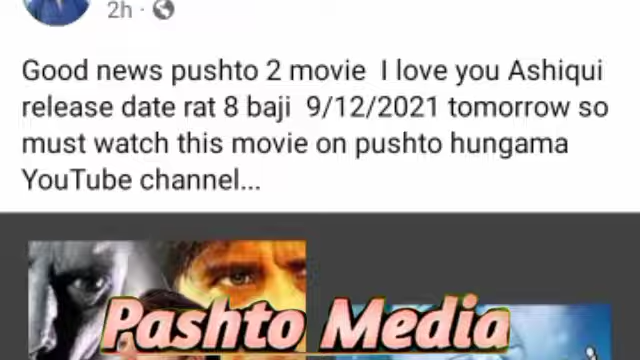 2h ·
Good news pushto 2 movie I love you Ashiqui
release date rat 8 baji 9/12/2021 tomorrow so
must watch this movie on pushto hungama
YouTube channel...
Pashto Media